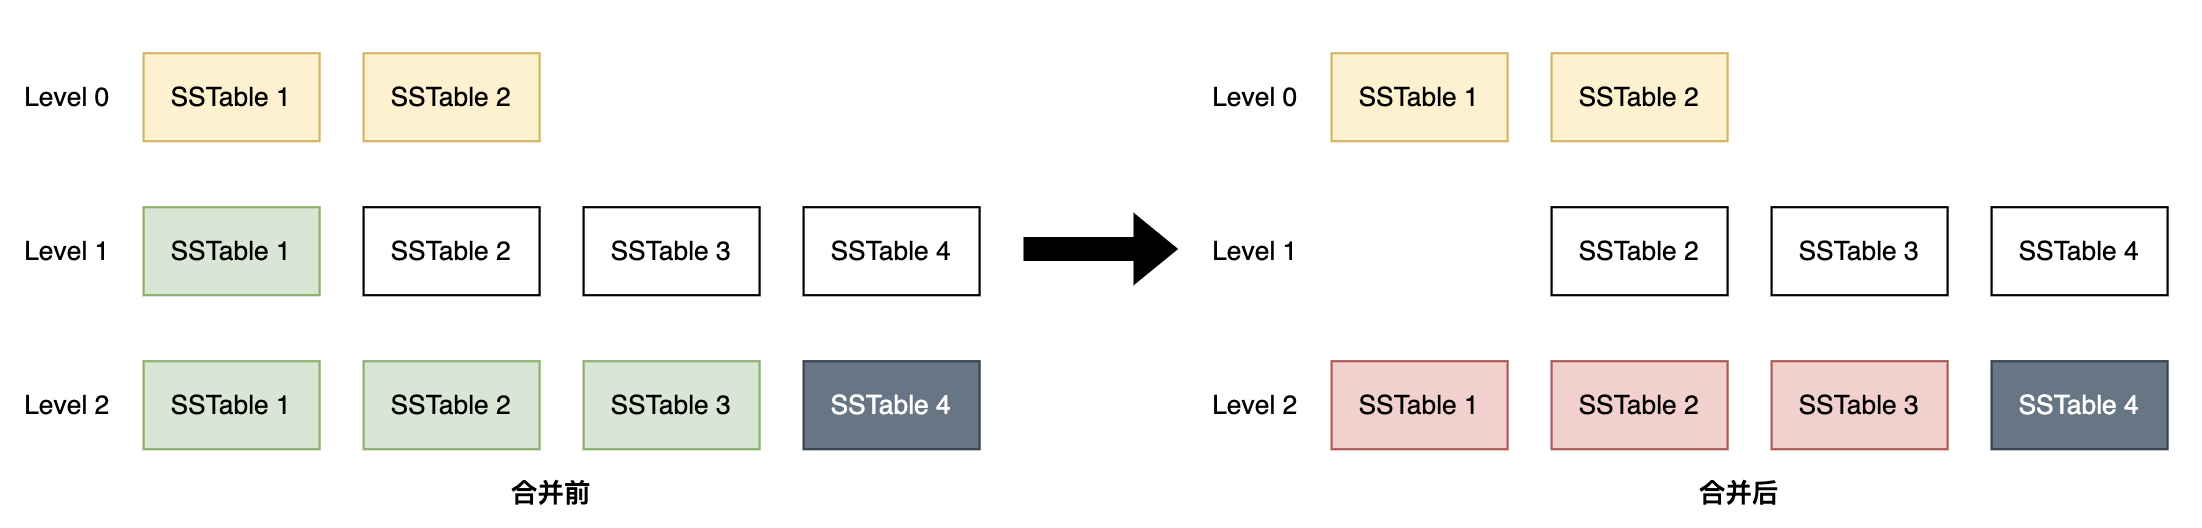 Level 0 SSTable 1 SSTable 2
Level 1 SSTable 1 SSTable 2 SSTable 3 SSTable 4
Level 2 SSTable 1 SSTable 2 SSTable 3 SSTable 4
合并前
Level 0 SSTable 1 SSTable 2
Level 1 SSTable 2 SSTable 3 SSTable 4
Level 2 SSTable 1 SSTable 2 SSTable 3 SSTable 4
合并后